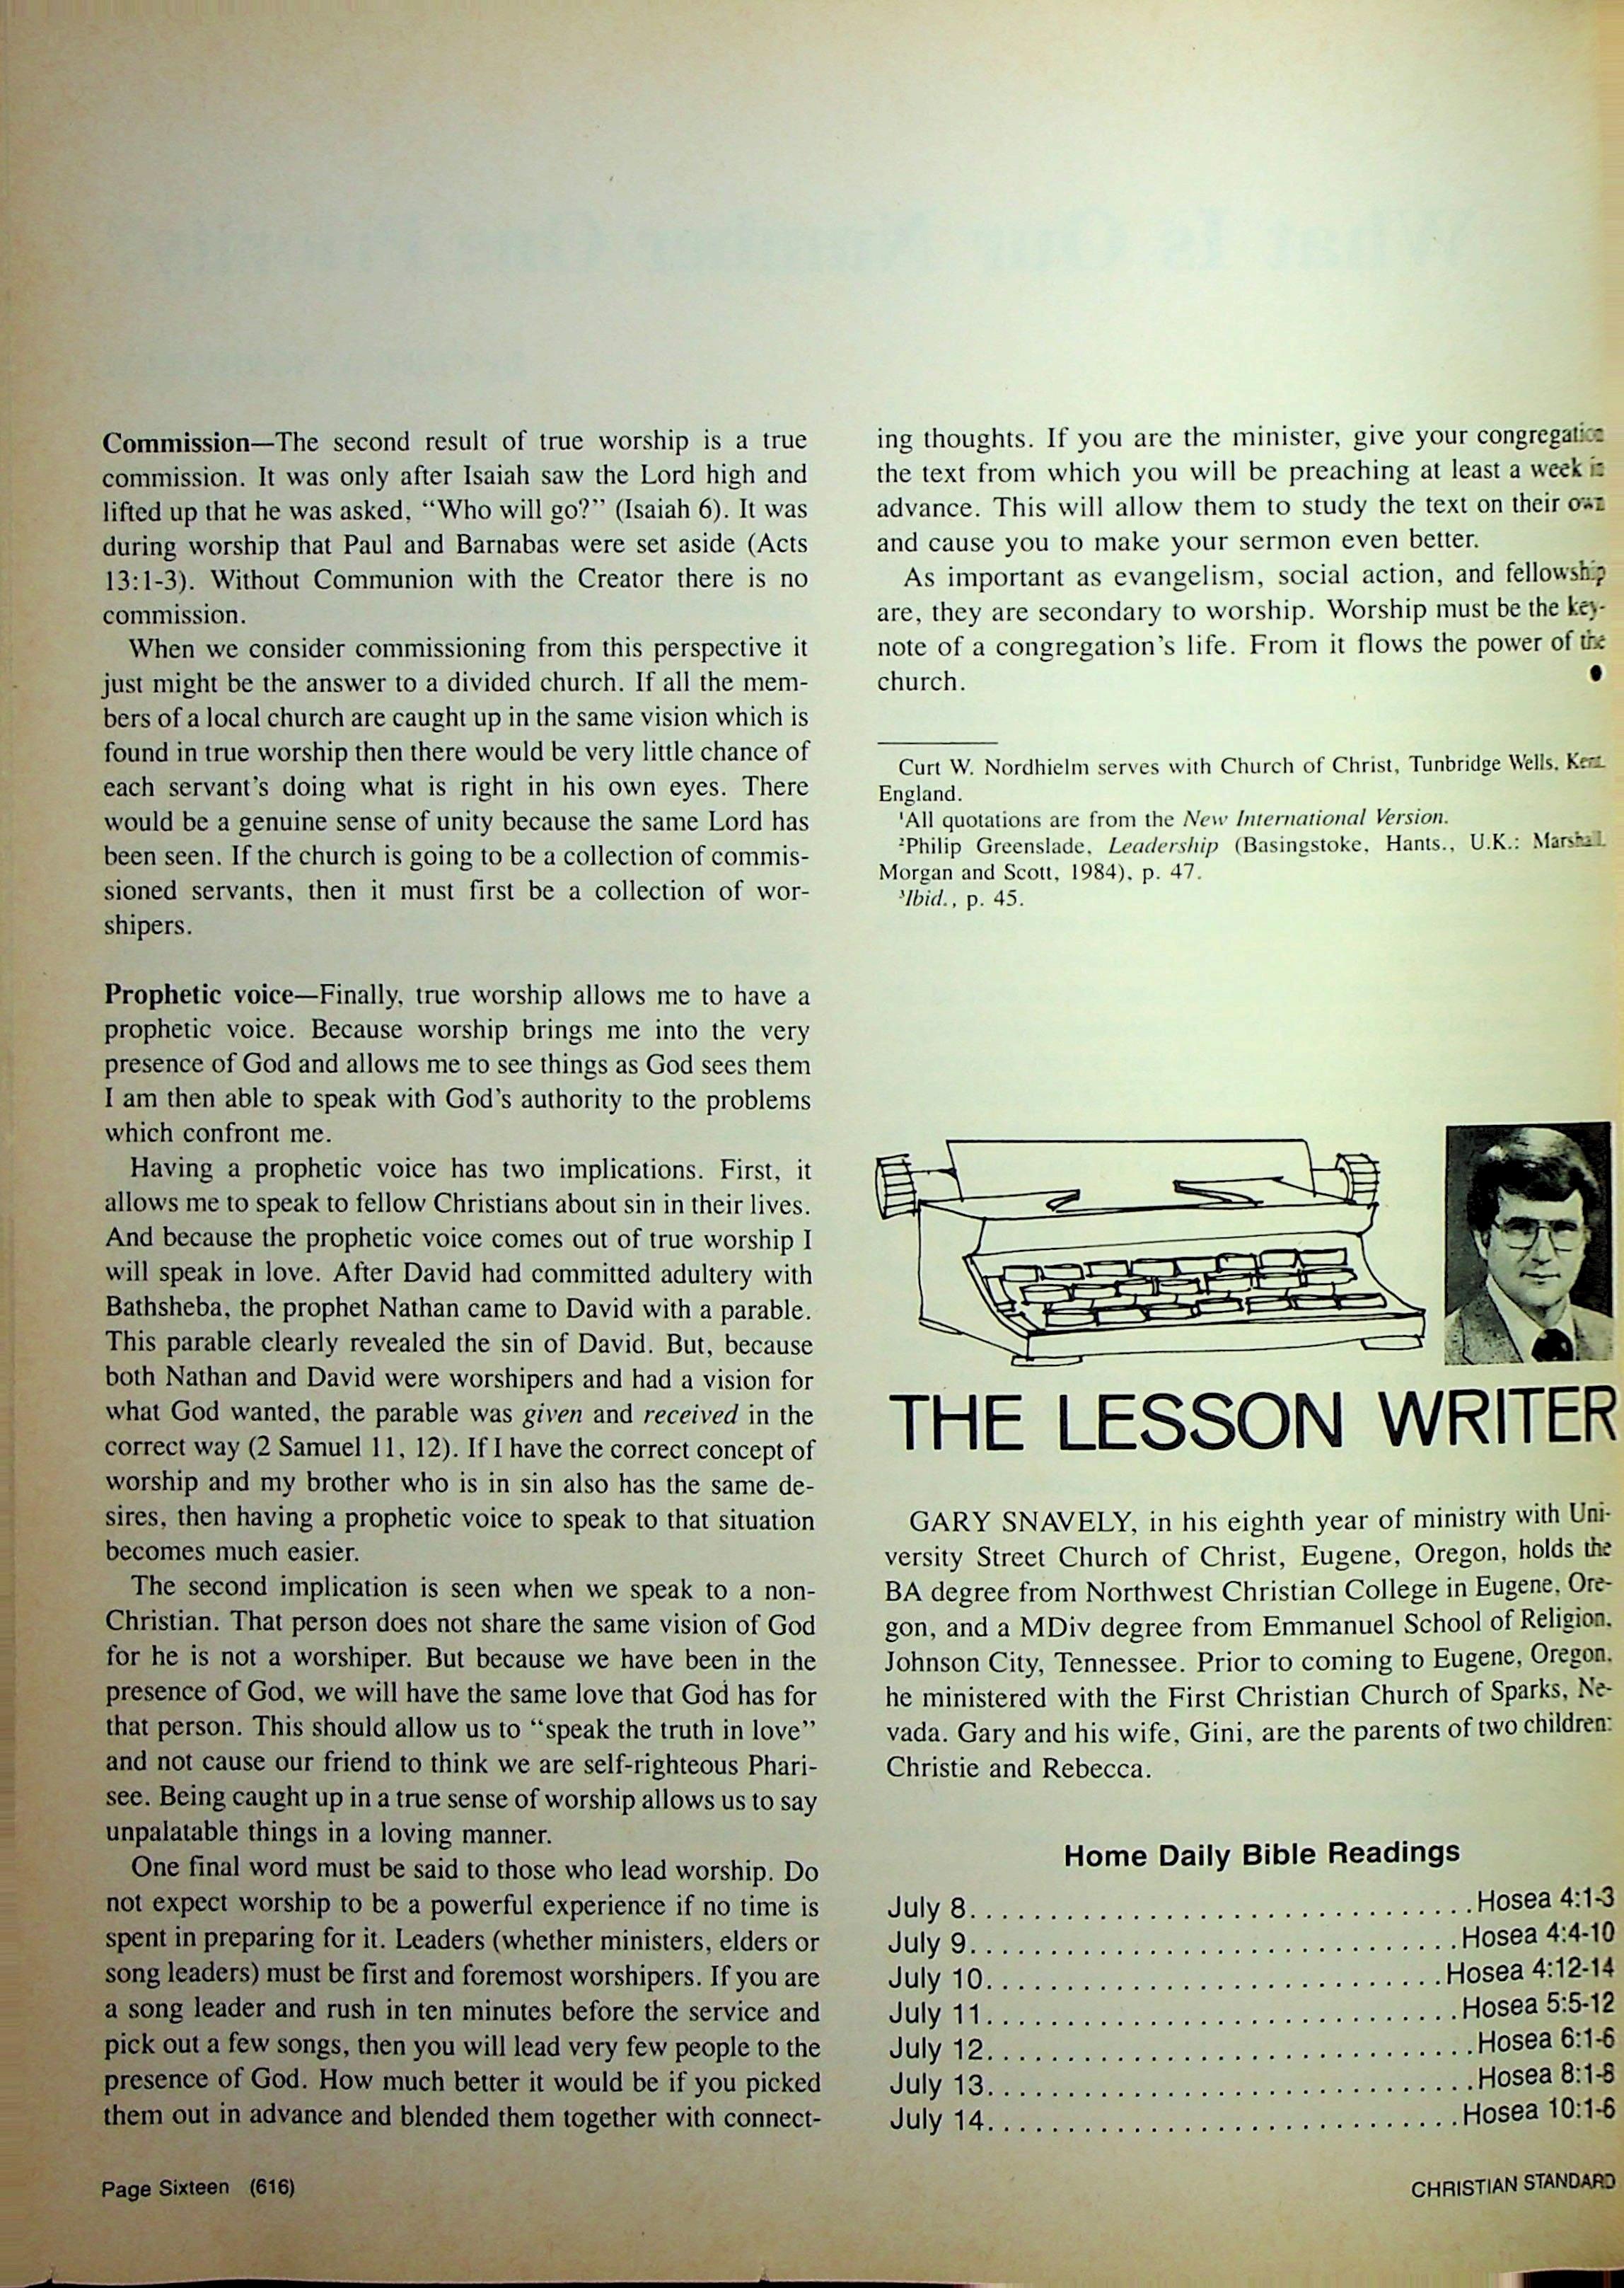 Commission—The second result of true worship is a true
commission. It was only after Isaiah saw the Lord high and
lifted up that he was asked, “Who will go?” (Isaiah 6). It was
during worship that Paul and Barnabas were set aside (Acts
13:1-3). Without Communion with the Creator there is no
commission.
When we consider commissioning from this perspective it
just might be the answer to a divided church. If all the mem-
bers of a local church are caught up in the same vision which is
found in true worship then there would be very little chance of
each servant’s doing what is right in his own eyes. There
would be a genuine sense of unity because the same Lord has
been seen. If the church is going to be a collection of commis-
sioned servants, then it must first be a collection of wor-
shipers.
Prophetic voice—Finally, true worship allows me to have a
prophetic voice. Because worship brings me into the very
presence of God and allows me to see things as God sees them
I am then able to speak with God’s authority to the problems
which confront me.
Having a prophetic voice has two implications. First, it
allows me to speak to fellow Christians about sin in their lives.
And because the prophetic voice comes out of true worship I
will speak in love. After David had committed adultery with
Bathsheba, the prophet Nathan came to David with a parable.
This parable clearly revealed the sin of David. But, because
both Nathan and David were worshipers and had a vision for
what God wanted, the parable was given and received in the
correct way (2 Samuel 11, 12). If I have the correct concept of
worship and my brother who is in sin also has the same de-
sires, then having a prophetic voice to speak to that situation
becomes much easier.
The second implication is seen when we speak to a non-
Christian. That person does not share the same vision of God
for he is not a worshiper. But because we have been in the
presence of God, we will have the same love that God has for
that person. This should allow us to “speak the truth in love”
and not cause our friend to think we are self-righteous Phari-
see. Being caught up in a true sense of worship allows us to say
unpalatable things in a loving manner.
One final word must be said to those who lead worship. Do
not expect worship to be a powerful experience if no time is
spent in preparing for it. Leaders (whether ministers, elders or
song leaders) must be first and foremost worshipers. If you are
a song leader and rush in ten minutes before the service and
pick out a few songs, then you will lead very few people to the
presence of God. How much better it would be if you picked
them out in advance and blended them together with connect-
ing thoughts. If you are the minister, give your congregation
the text from which you will be preaching at least a week in
advance. This will allow them to study the text on their own
and cause you to make your sermon even better.
As important as evangelism, social action, and fellowship
are, they are secondary to worship. Worship must be the key-
note of a congregation’s life. From it flows the power of the
church. ●
Curt W. Nordhielm serves with Church of Christ, Tunbridge Wells, Kent,
England.
¹All quotations are from the New International Version.
²Philip Greenslade, Leadership (Basingstoke, Hants., U.K.: Marshall,
Morgan and Scott, 1984), p. 47.
³Ibid., p. 45.
THE LESSON WRITER
GARY SNAVELY, in his eighth year of ministry with Uni-
versity Street Church of Christ, Eugene, Oregon, holds the
BA degree from Northwest Christian College in Eugene, Ore-
gon, and a MDiv degree from Emmanuel School of Religion,
Johnson City, Tennessee. Prior to coming to Eugene, Oregon,
he ministered with the First Christian Church of Sparks, Ne-
vada. Gary and his wife, Gini, are the parents of two children:
Christie and Rebecca.
Home Daily Bible Readings
July 8. . . . . . . . . . . . . . . . Hosea 4:1-3
July 9. . . . . . . . . . . . . . . . Hosea 4:4-10
July 10. . . . . . . . . . . . . . . . Hosea 4:12-14
July 11. . . . . . . . . . . . . . . . Hosea 5:5-12
July 12. . . . . . . . . . . . . . . . Hosea 6:1-6
July 13. . . . . . . . . . . . . . . . Hosea 8:1-8
July 14. . . . . . . . . . . . . . . . Hosea 10:1-6
Page Sixteen (616)
CHRISTIAN STANDARD